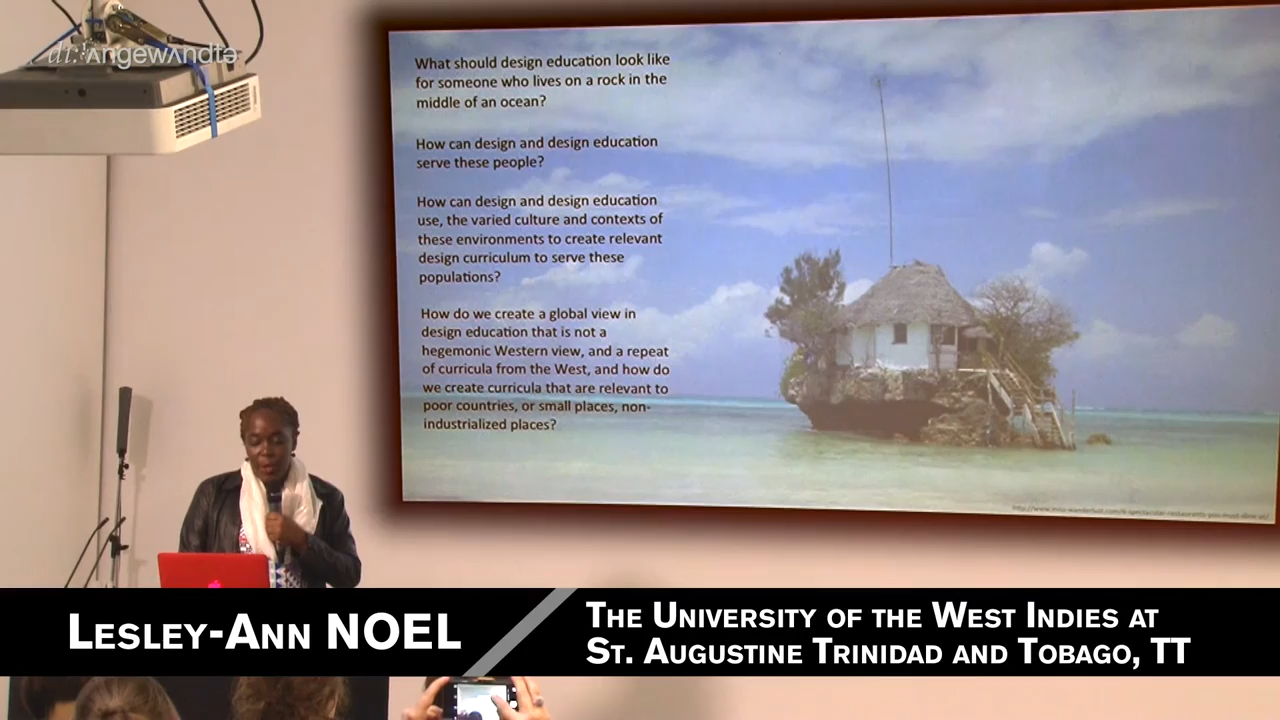 dı:ʌngewʌndtə
What should design education look like
for someone who lives on a rock in the
middle of an ocean?
How can design and design education
serve these people?
How can design and design education
use, the varied culture and contexts of
these environments to create relevant
design curriculum to serve these
populations?
How do we create a global view in
design education that is not a
hegemonic Western view, and a repeat
of curricula from the West, and how do
we create curricula that are relevant to
poor countries, or small places, non-
industrialized places?
LESLEY-ANN NOEL
THE UNIVERSITY OF THE WEST INDIES AT
ST. AUGUSTINE TRINIDAD AND TOBAGO, TT